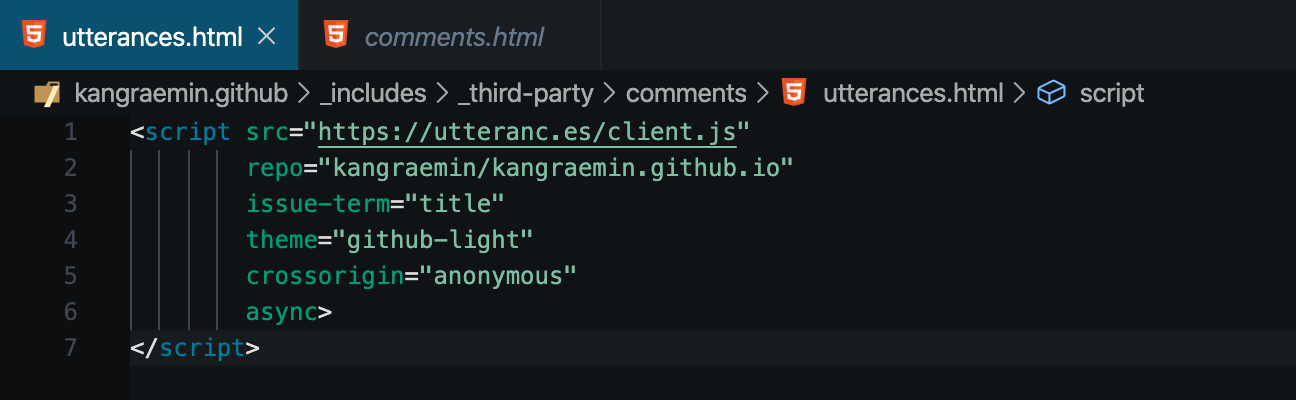 utterances.html ×    comments.html
kangraemin.github > _includes > _third-party > comments > utterances.html > script
1 <script src="https://utteranc.es/client.js"
2         repo="kangraemin/kangraemin.github.io"
3         issue-term="title"
4         theme="github-light"
5         crossorigin="anonymous"
6         async>
7 </script>